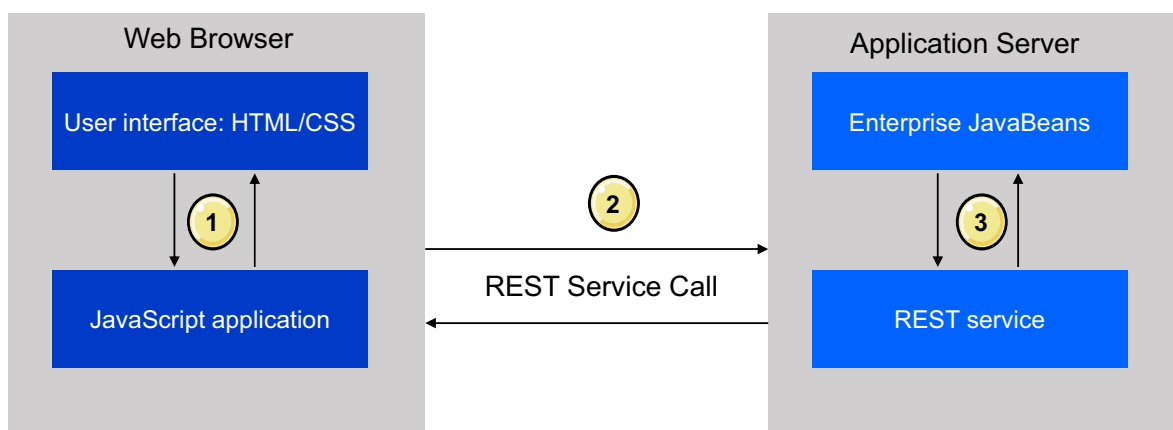 Web Browser
Application Server
User interface: HTML/CSS
Enterprise JavaBeans
1
2
3
REST Service Call
JavaScript application
REST service